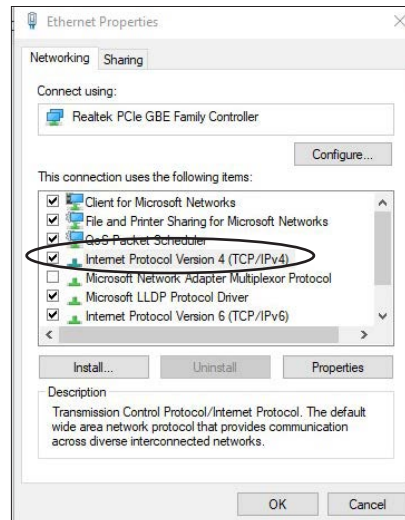 Ethernet Properties
Networking Sharing
Connect using:
Realtek PCIe GBE Family Controller
Configure...
This connection uses the following items:
Client for Microsoft Networks
File and Printer Sharing for Microsoft Networks
QoS Packet Scheduler
Internet Protocol Version 4 (TCP/IPv4)
Microsoft Network Adapter Multiplexor Protocol
Microsoft LLDP Protocol Driver
Internet Protocol Version 6 (TCP/IPv6)
Install... Uninstall Properties
Description
Transmission Control Protocol/Internet Protocol. The default
wide area network protocol that provides communication
across diverse interconnected networks.
OK Cancel